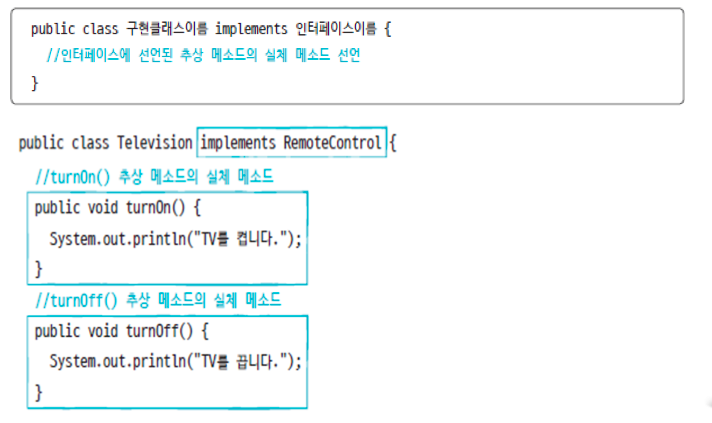 public class 구현클래스이름 implements 인터페이스이름 {
//인터페이스에 선언된 추상 메소드의 실체 메소드 선언
}
public class Television implements RemoteControl {
//turnOn() 추상 메소드의 실체 메소드
public void turnOn() {
System.out.println("TV를 켭니다.");
}
//turnOff() 추상 메소드의 실체 메소드
public void turnOff() {
System.out.println("TV를 끕니다.");
}